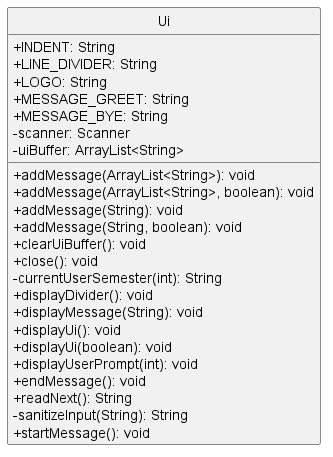 Ui
+INDENT: String
+LINE_DIVIDER: String
+LOGO: String
+MESSAGE_GREET: String
+MESSAGE_BYE: String
-scanner: Scanner
-uiBuffer: ArrayList<String>
+addMessage(ArrayList<String>): void
+addMessage(ArrayList<String>, boolean): void
+addMessage(String): void
+addMessage(String, boolean): void
+clearUiBuffer(): void
+close(): void
-currentUserSemester(int): String
+displayDivider(): void
+displayMessage(String): void
+displayUi(): void
+displayUi(boolean): void
+displayUserPrompt(int): void
+endMessage(): void
+readNext(): String
-sanitizeInput(String): String
+startMessage(): void